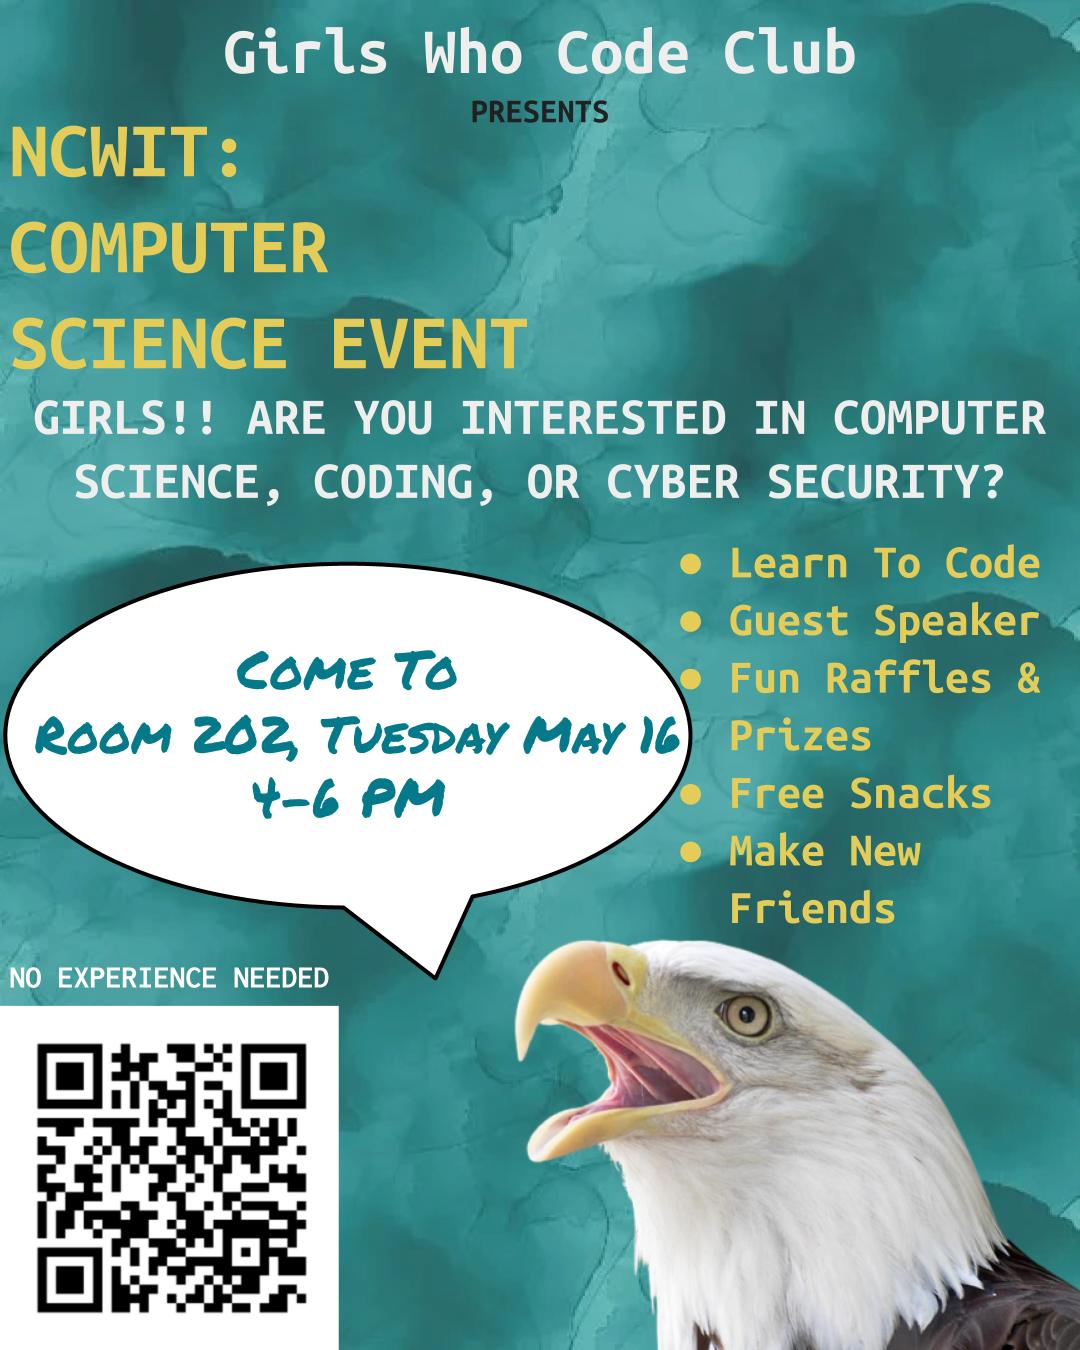 Girls Who Code Club
PRESENTS
NCWIT:
COMPUTER
SCIENCE EVENT
GIRLS!! ARE YOU INTERESTED IN COMPUTER
SCIENCE, CODING, OR CYBER SECURITY?
Come To
Room 202, Tuesday May 16
4-6 PM
● Learn To Code
● Guest Speaker
● Fun Raffles &
Prizes
● Free Snacks
● Make New
Friends
NO EXPERIENCE NEEDED